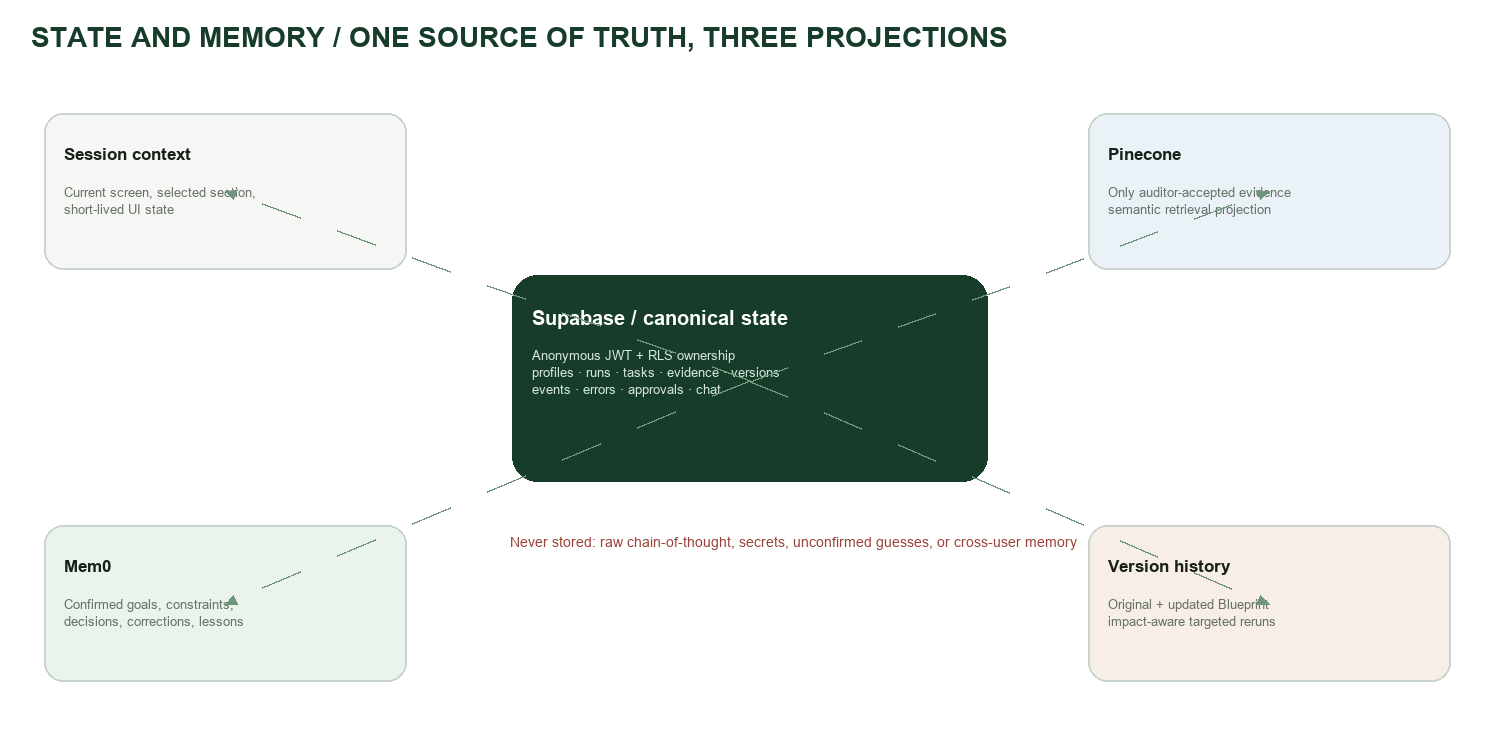 STATE AND MEMORY / ONE SOURCE OF TRUTH, THREE PROJECTIONS
Session context
Current screen, selected section,
short-lived UI state
Pinecone
Only auditor-accepted evidence
semantic retrieval projection
Supabase / canonical state
Anonymous JWT + RLS ownership
profiles · runs · tasks · evidence · versions
events · errors · approvals · chat
Never stored: raw chain-of-thought, secrets, unconfirmed guesses, or cross-user memory
Mem0
Confirmed goals, constraints,
decisions, corrections, lessons
Version history
Original + updated Blueprint
impact-aware targeted reruns